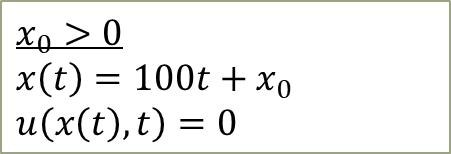 x₀ > 0
x(t) = 100t + x₀
u(x(t), t) = 0